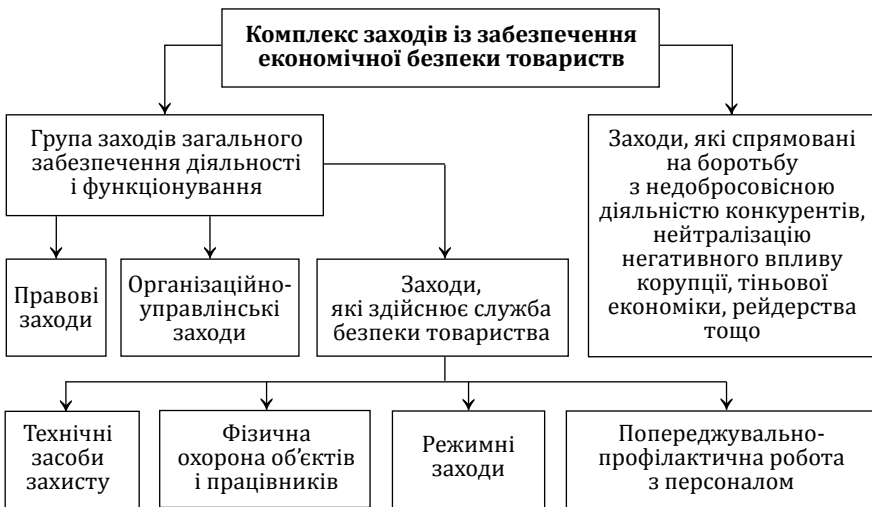 Комплекс заходів із забезпечення
економічної безпеки товариств
Група заходів загального
забезпечення діяльності
і функціонування
Заходи, які спрямовані
на боротьбу
з недобросовісною
діяльністю конкурентів,
нейтралізацію
негативного впливу
корупції, тіньової
економіки, рейдерства
тощо
Правові
заходи
Організаційно-
управлінські
заходи
Заходи,
які здійснює служба
безпеки товариства
Технічні
засоби
захисту
Фізична
охорона об’єктів
і працівників
Режимні
заходи
Попереджувально-
профілактична робота
з персоналом